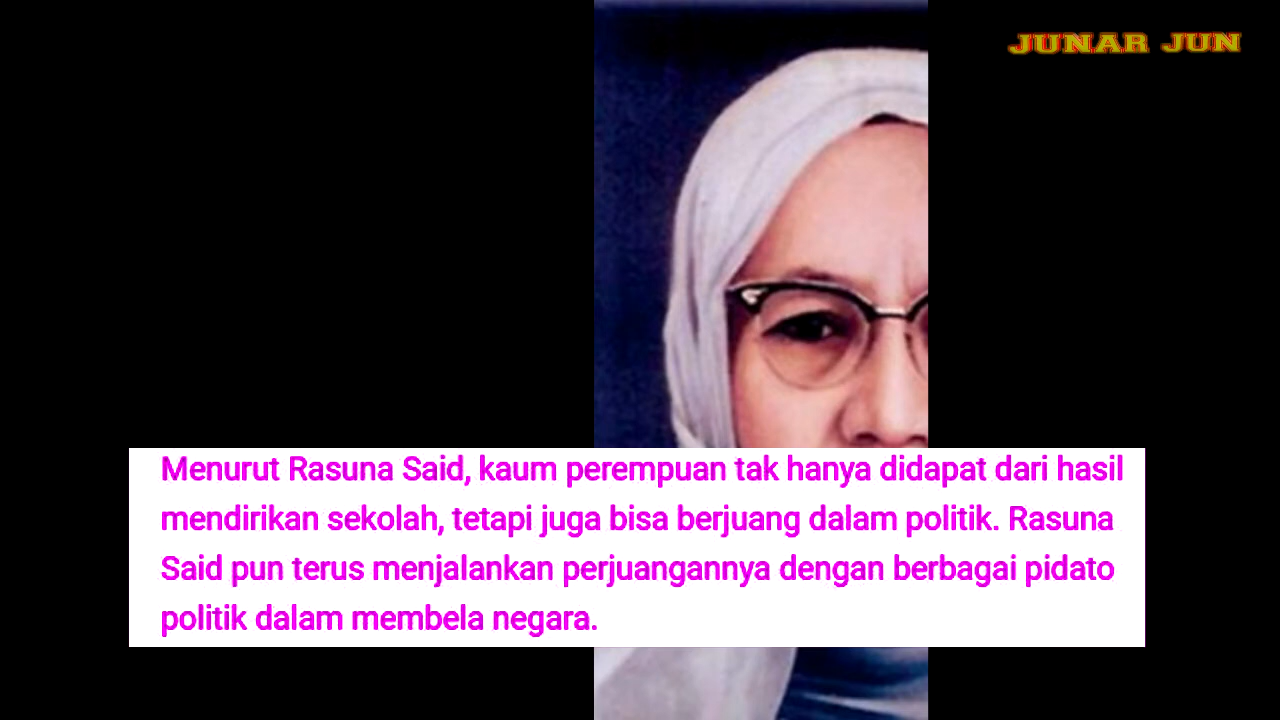 JUNAR JUN
Menurut Rasuna Said, kaum perempuan tak hanya didapat dari hasil
mendirikan sekolah, tetapi juga bisa berjuang dalam politik. Rasuna
Said pun terus menjalankan perjuangannya dengan berbagai pidato
politik dalam membela negara.